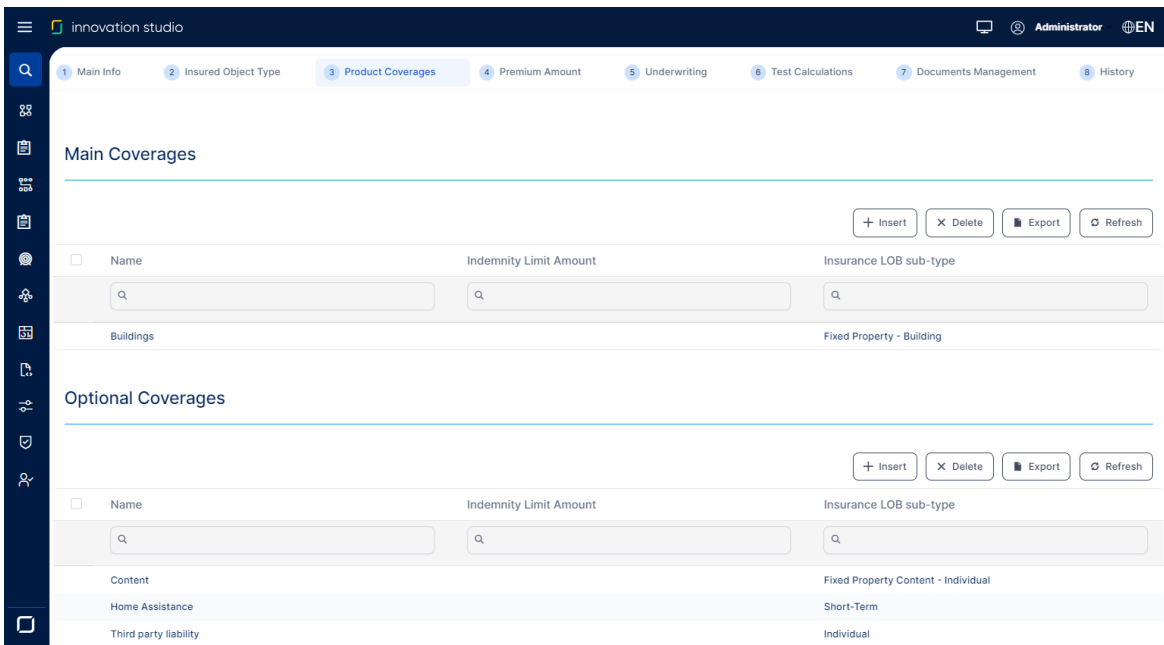 innovation studio
Administrator
EN
1 Main Info
2 Insured Object Type
3 Product Coverages
4 Premium Amount
5 Underwriting
6 Test Calculations
7 Documents Management
8 History
Main Coverages
Insert
Delete
Export
Refresh
Name Indemnity Limit Amount Insurance LOB sub-type
Buildings Fixed Property - Building
Optional Coverages
Insert
Delete
Export
Refresh
Name Indemnity Limit Amount Insurance LOB sub-type
Content Fixed Property Content - Individual
Home Assistance Short-Term
Third party liability Individual